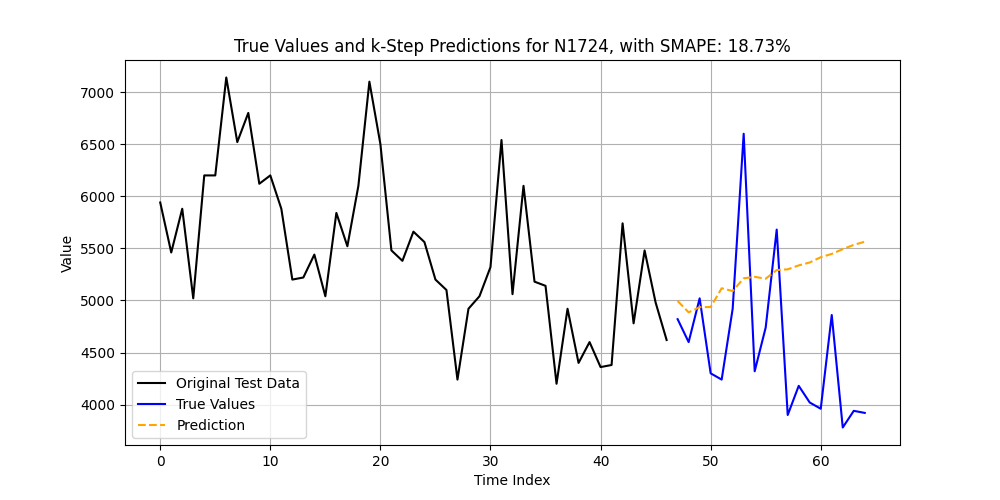 True Values and k-Step Predictions for N1724, with SMAPE: 18.73%
7000
6500
6000
5500
5000
4500
4000
Value
Original Test Data
True Values
Prediction
0 10 20 30 40 50 60
Time Index